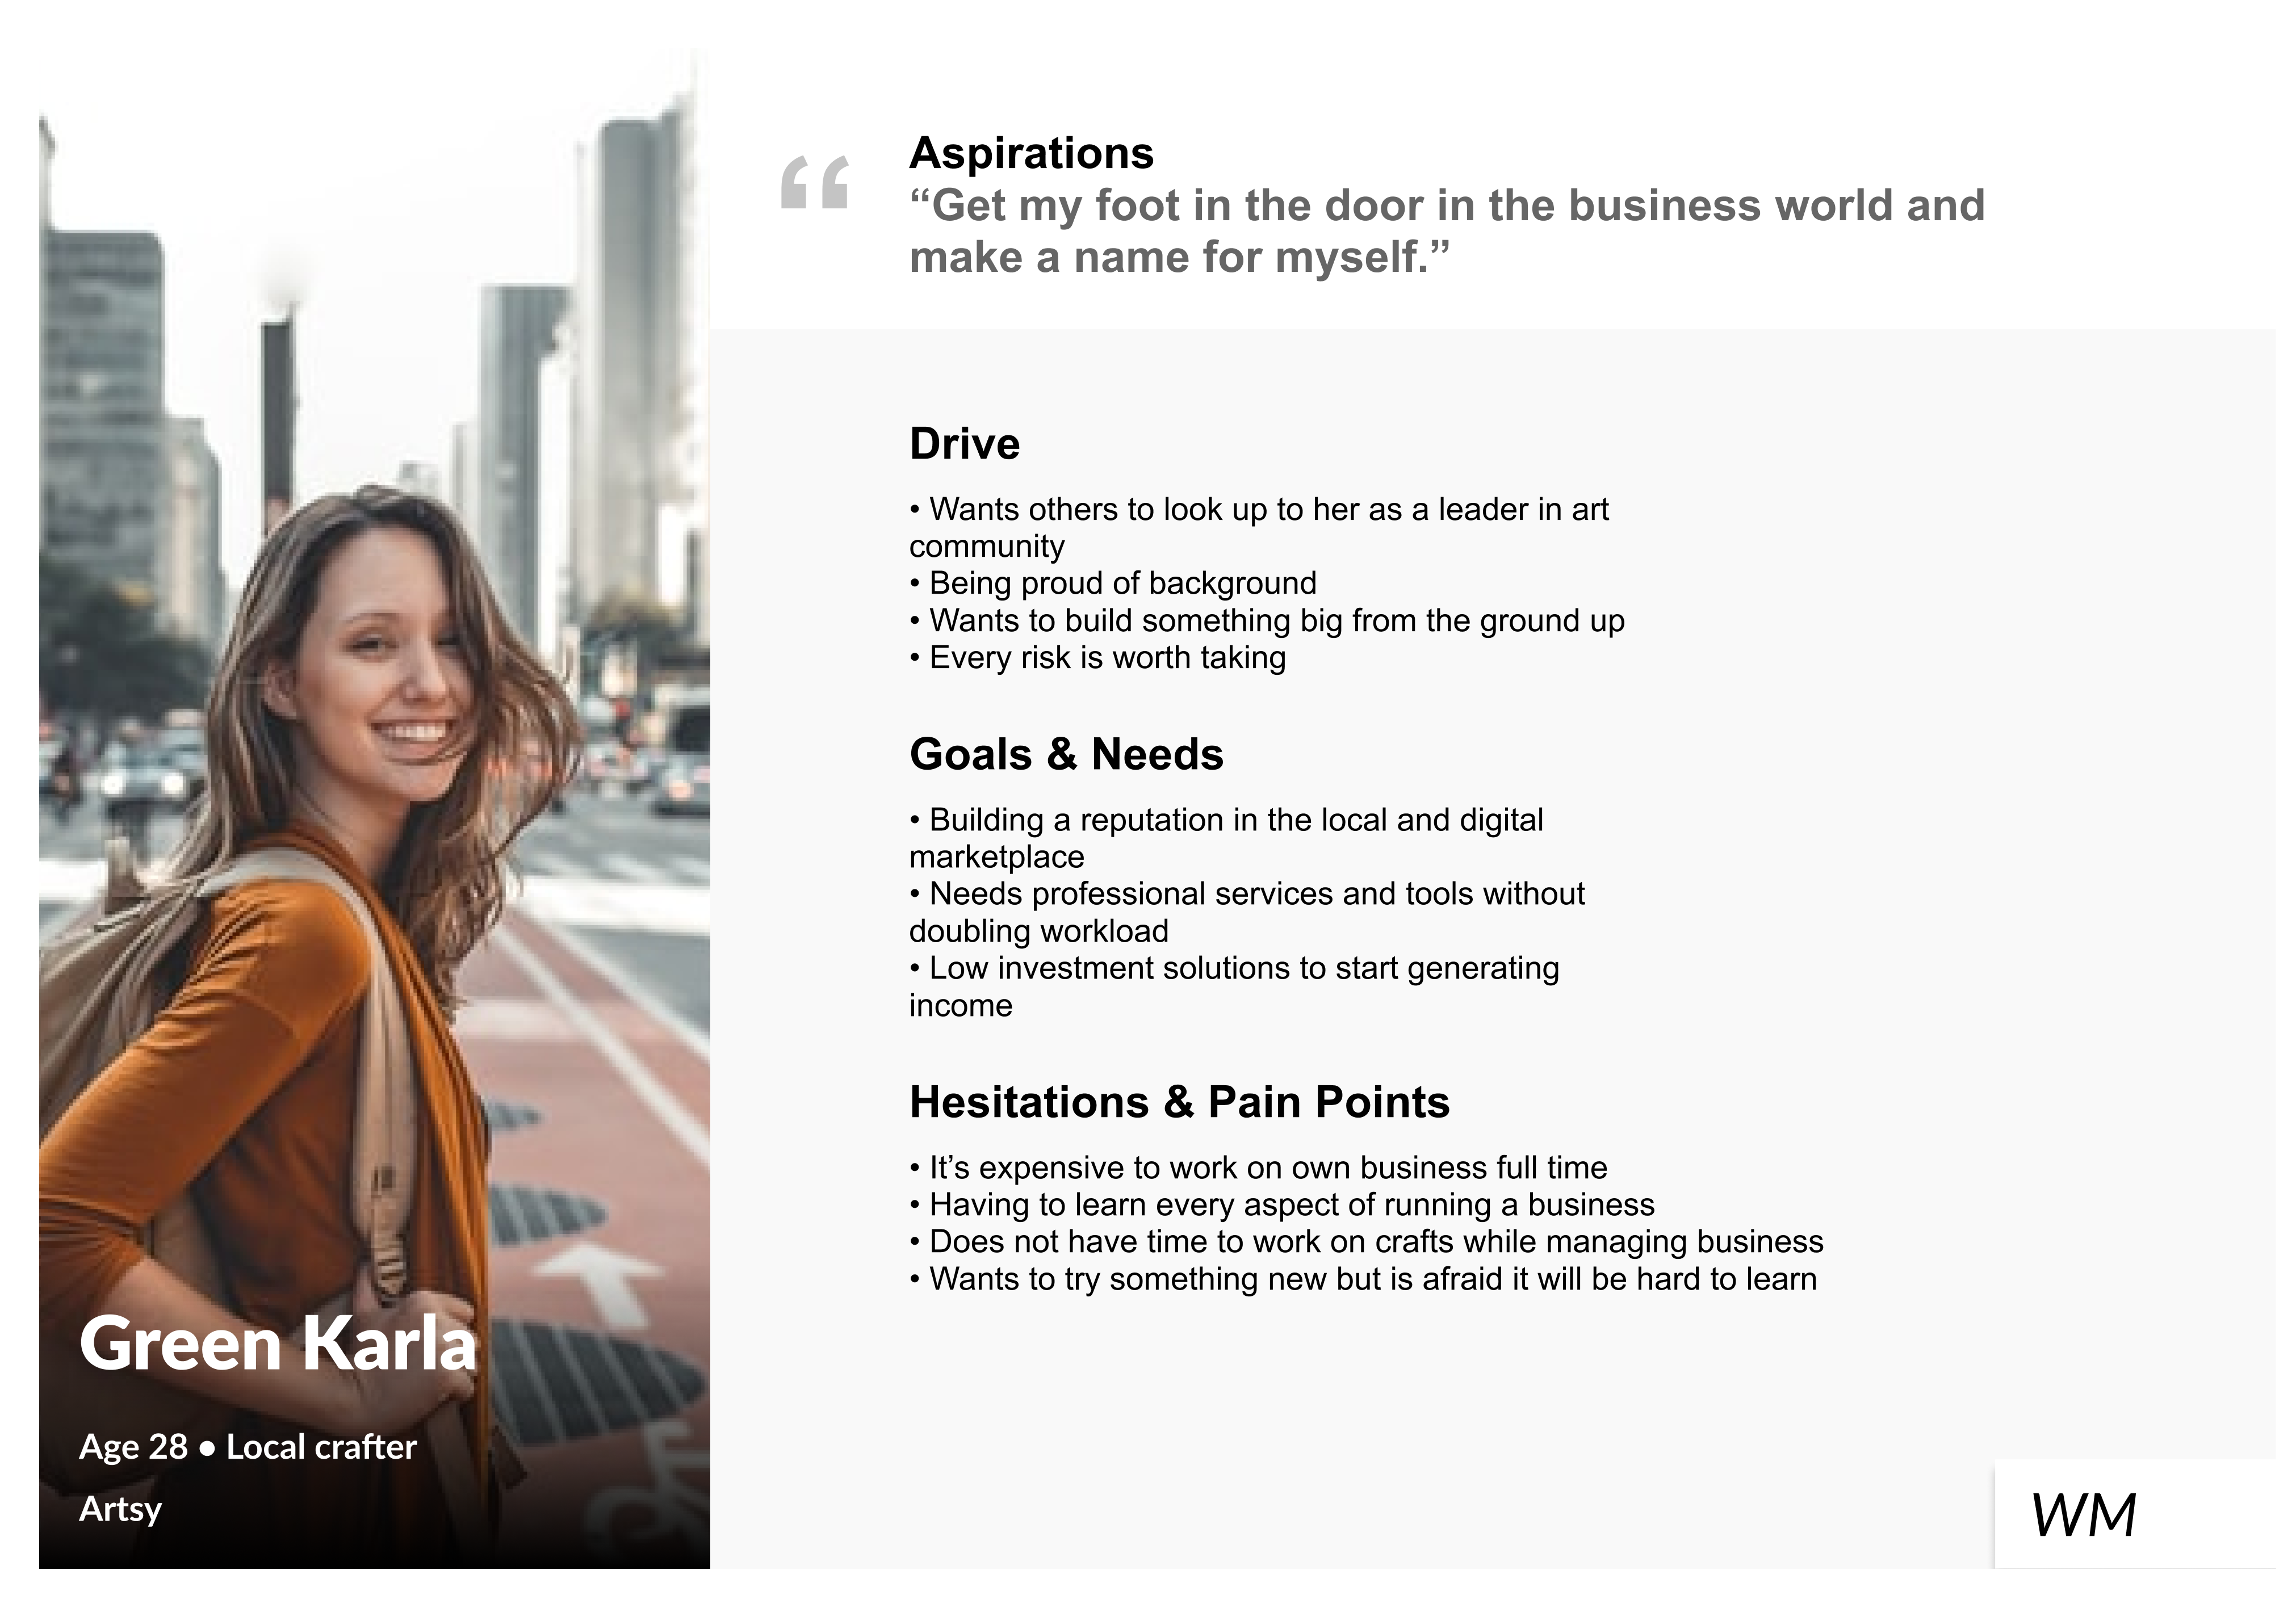 Aspirations
“Get my foot in the door in the business world and
make a name for myself.”
Drive
• Wants others to look up to her as a leader in art
community
• Being proud of background
• Wants to build something big from the ground up
• Every risk is worth taking
Goals & Needs
• Building a reputation in the local and digital
marketplace
• Needs professional services and tools without
doubling workload
• Low investment solutions to start generating
income
Hesitations & Pain Points
• It’s expensive to work on own business full time
• Having to learn every aspect of running a business
• Does not have time to work on crafts while managing business
• Wants to try something new but is afraid it will be hard to learn
Green Karla
Age 28 • Local crafter
Artsy
WM